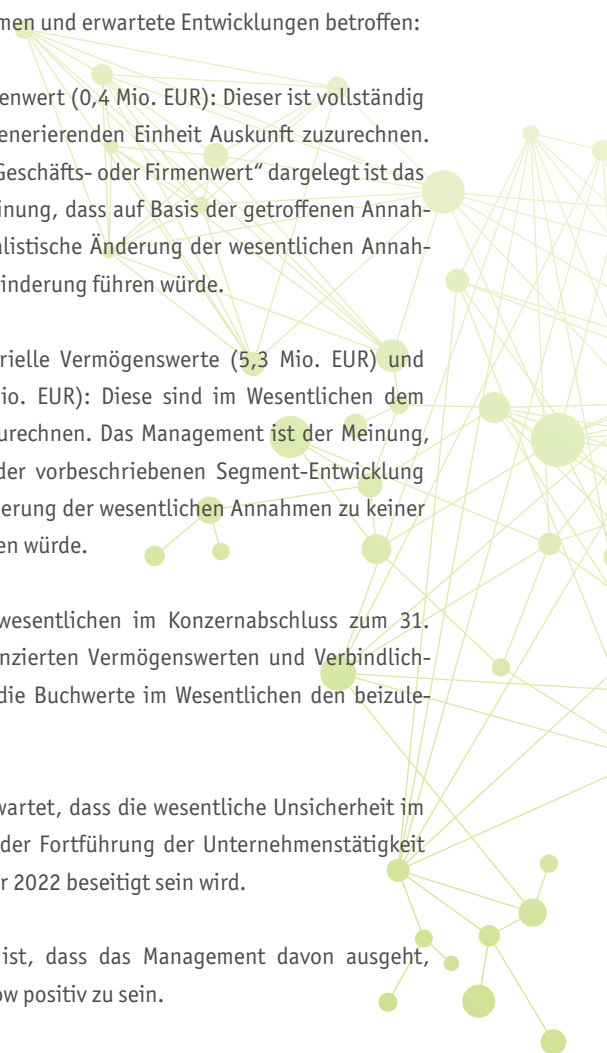 men und erwartete Entwicklungen betroffen:
enwert (0,4 Mio. EUR): Dieser ist vollständig
enerierenden Einheit Auskunft zuzurechnen.
Geschäfts- oder Firmenwert“ dargelegt ist das
inung, dass auf Basis der getroffenen Annah-
alistische Änderung der wesentlichen Annah-
inderung führen würde.
rielle Vermögenswerte (5,3 Mio. EUR) und
io. EUR): Diese sind im Wesentlichen dem
urechnen. Das Management ist der Meinung,
der vorbeschriebenen Segment-Entwicklung
erung der wesentlichen Annahmen zu keiner
en würde.
wesentlichen im Konzernabschluss zum 31.
nzierten Vermögenswerten und Verbindlich-
die Buchwerte im Wesentlichen den beizule-
wartet, dass die wesentliche Unsicherheit im
der Fortführung der Unternehmenstätigkeit
r 2022 beseitigt sein wird.
ist, dass das Management davon ausgeht,
ow positiv zu sein.